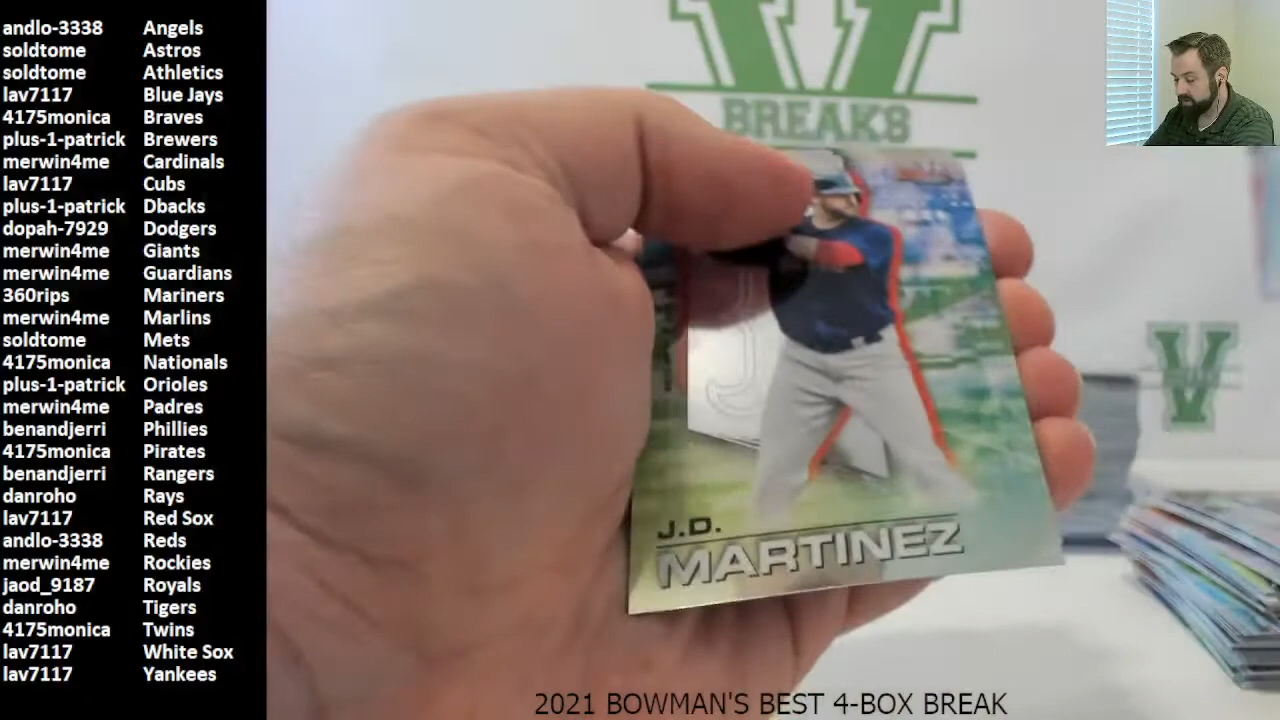 andlo-3338 Angels
soldtome Astros
soldtome Athletics
lav7117 Blue Jays
4175monica Braves
plus-1-patrick Brewers
merwin4me Cardinals
lav7117 Cubs
plus-1-patrick Dbacks
dopah-7929 Dodgers
merwin4me Giants
merwin4me Guardians
360rips Mariners
merwin4me Marlins
soldtome Mets
4175monica Nationals
plus-1-patrick Orioles
merwin4me Padres
benandjerri Phillies
4175monica Pirates
benandjerri Rangers
danroho Rays
lav7117 Red Sox
andlo-3338 Reds
merwin4me Rockies
jaod_9187 Royals
danroho Tigers
4175monica Twins
lav7117 White Sox
lav7117 Yankees
V
BREAKS
V
J.D.
MARTINEZ
2021 BOWMAN'S BEST 4-BOX BREAK